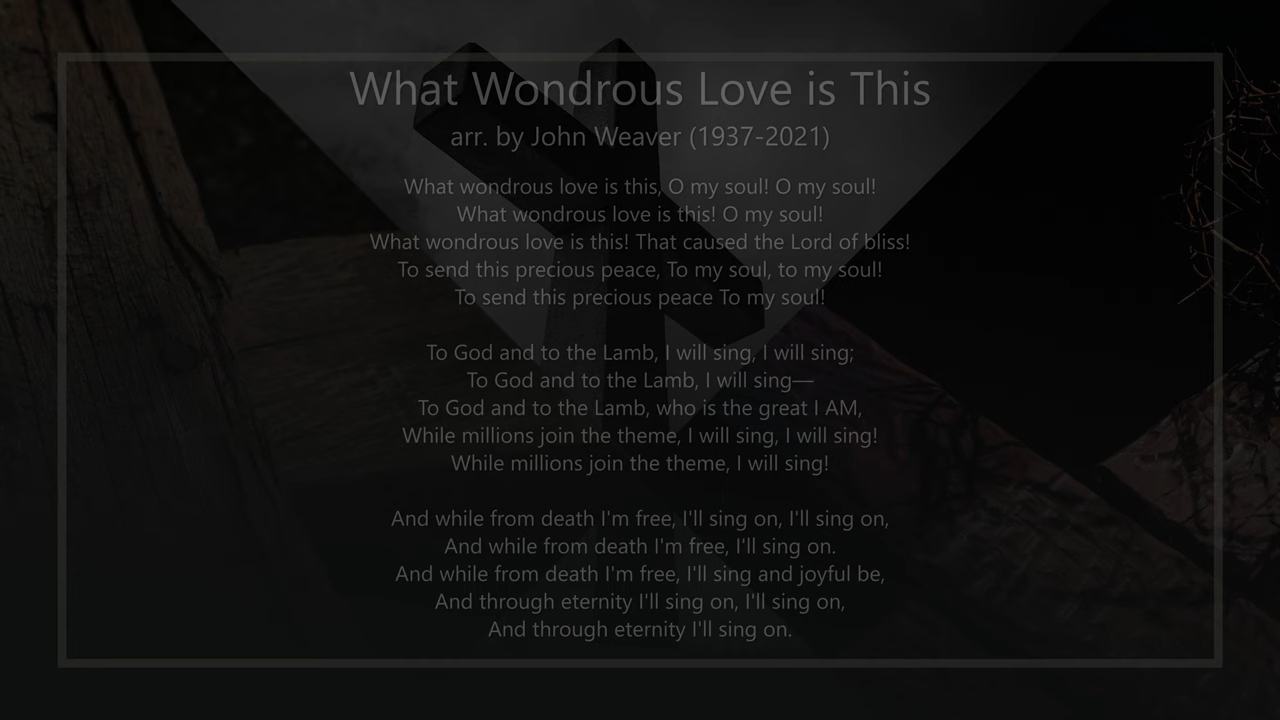 What Wondrous Love is This
arr. by John Weaver (1937-2021)
What wondrous love is this, O my soul! O my soul!
What wondrous love is this! O my soul!
What wondrous love is this! That caused the Lord of bliss!
To send this precious peace, To my soul, to my soul!
To send this precious peace To my soul!
To God and to the Lamb, I will sing, I will sing;
To God and to the Lamb, I will sing—
To God and to the Lamb, who is the great I AM,
While millions join the theme, I will sing, I will sing!
While millions join the theme, I will sing!
And while from death I'm free, I'll sing on, I'll sing on,
And while from death I'm free, I'll sing on.
And while from death I'm free, I'll sing and joyful be,
And through eternity I'll sing on, I'll sing on,
And through eternity I'll sing on.